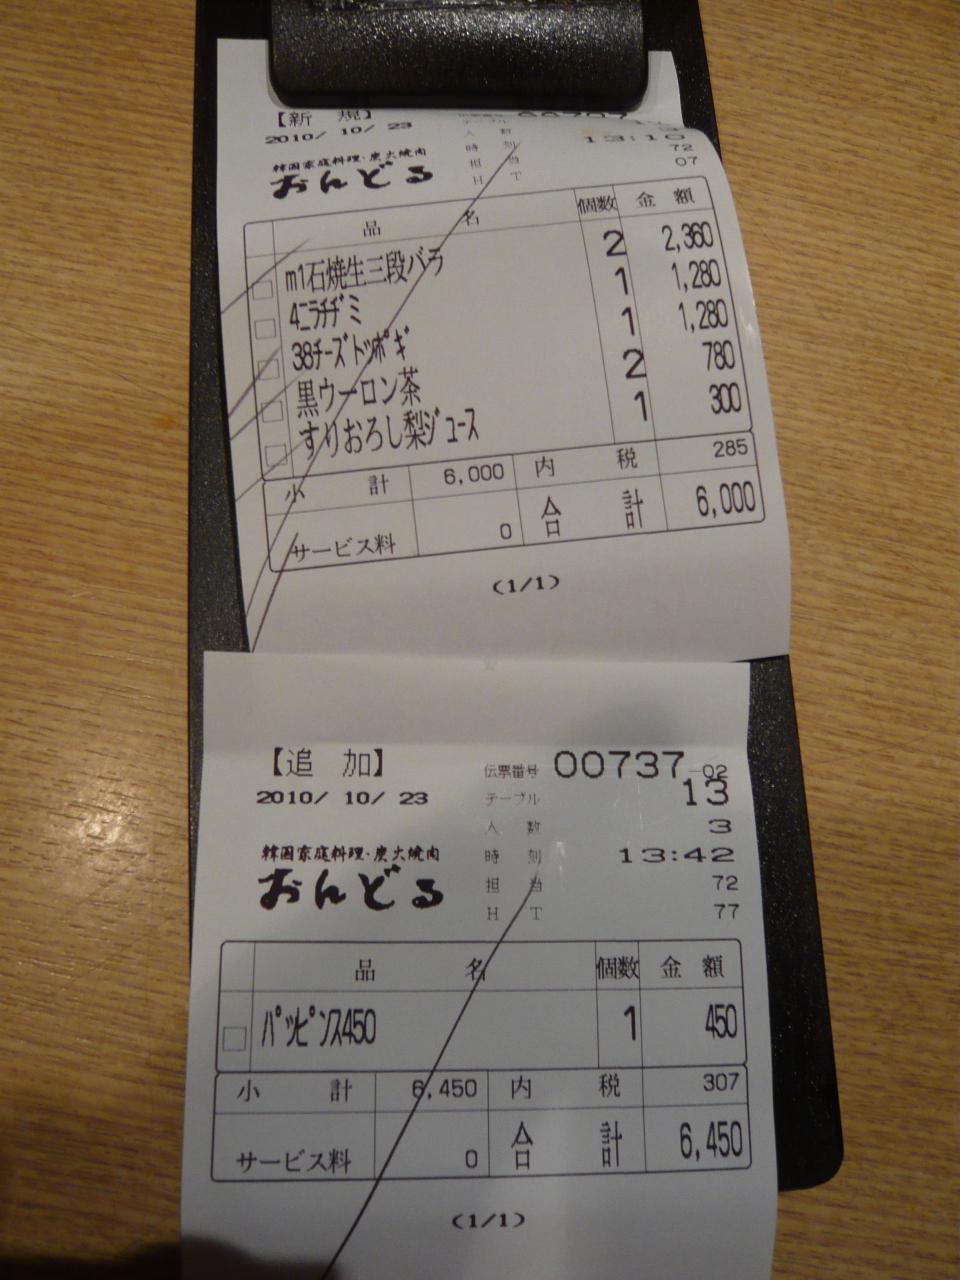 【新 規】
2010/ 10/ 23
テーブル
人 数
時 刻 13:10
担 当 72
H T 07
韓国家庭料理・炭火焼肉
おんどる
品 名 個数 金 額
m1石焼生三段バラ 2 2,360
4ニラチヂミ 1 1,280
38チーズトッポギ 1 1,280
黒ウーロン茶 2 780
すりおろし梨ジュース 1 300
小 計 6,000 内 税 285
サービス料 0 合 計 6,000
(1/1)
【追 加】 伝票番号 00737-02
2010/ 10/ 23 テーブル 13
人 数 3
韓国家庭料理・炭火焼肉 時 刻 13:42
おんどる 担 当 72
H T 77
品 名 個数 金 額
パッピンス450 1 450
小 計 6,450 内 税 307
サービス料 0 合 計 6,450
(1/1)